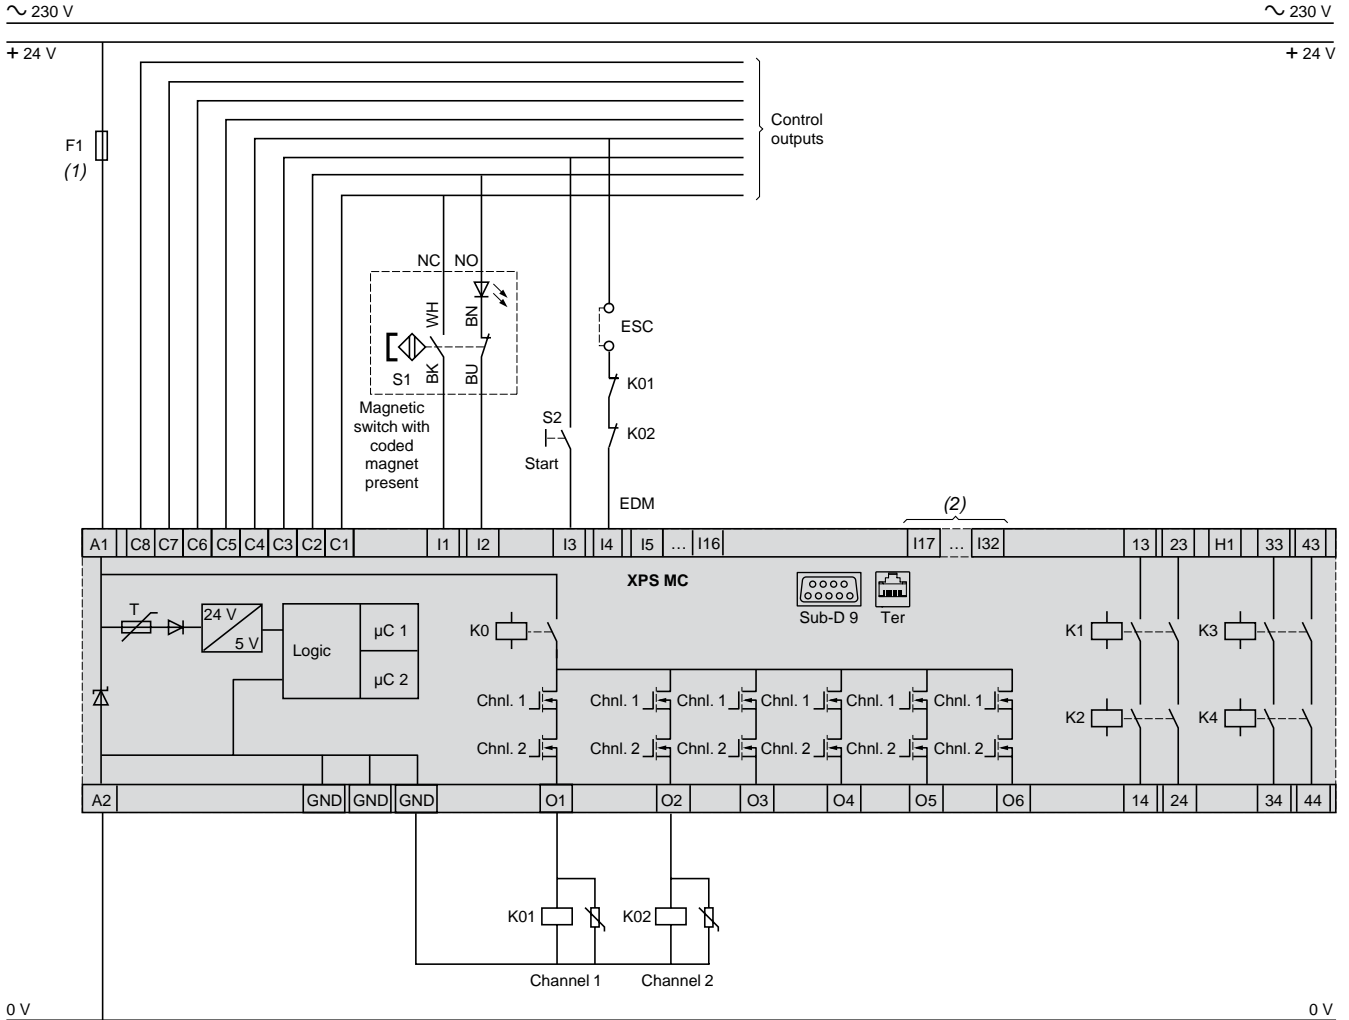 ∼ 230 V ∼ 230 V
+ 24 V + 24 V
F1
(1)
Control
outputs
NC NO
WH BN
ESC
S1 BK BU
K01
Magnetic
switch with
coded
magnet
present
S2
K02
Start
EDM
(2)
A1 C8 C7 C6 C5 C4 C3 C2 C1 I1 I2 I3 I4 I5 ... I16 I17 ... I32 13 23 H1 33 43
XPS MC
T
24 V
5 V
Logic
µC 1
µC 2
K0
Sub-D 9 Ter
K1 K3
Chnl. 1 Chnl. 1 Chnl. 1 Chnl. 1 Chnl. 1 Chnl. 1
K2 K4
Chnl. 2 Chnl. 2 Chnl. 2 Chnl. 2 Chnl. 2 Chnl. 2
A2 GND GND GND O1 O2 O3 O4 O5 O6 14 24 34 44
K01 K02
Channel 1 Channel 2
0 V 0 V